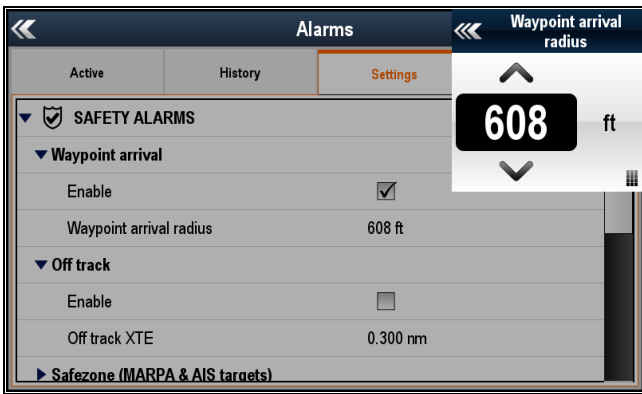 Alarms
Waypoint arrival
radius
Active
History
Settings
608 ft
SAFETY ALARMS
Waypoint arrival
Enable
Waypoint arrival radius 608 ft
Off track
Enable
Off track XTE 0.300 nm
Safezone (MARPA & AIS targets)